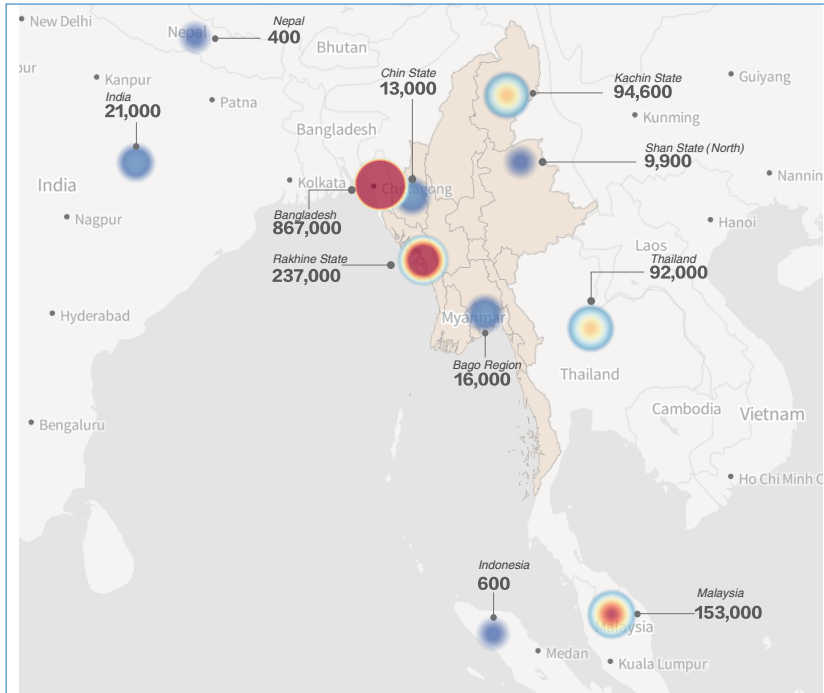 New Delhi
Nepal
400
Nepal
Bhutan
Kanpur
Patna
India
21,000
Chin State
13,000
Kachin State
94,600
Guiyang
Kunming
Bangladesh
Shan State (North)
9,900
India
Kolkata
Chittagong
Nannin
Nagpur
Bangladesh
867,000
Hanoi
Laos
Rakhine State
237,000
Thailand
92,000
Hyderabad
Myanmar
Bago Region
16,000
Thailand
Cambodia
Vietnam
Bengaluru
Ho Chi Minh C
Indonesia
600
Malaysia
153,000
Malaysia
Medan
Kuala Lumpur